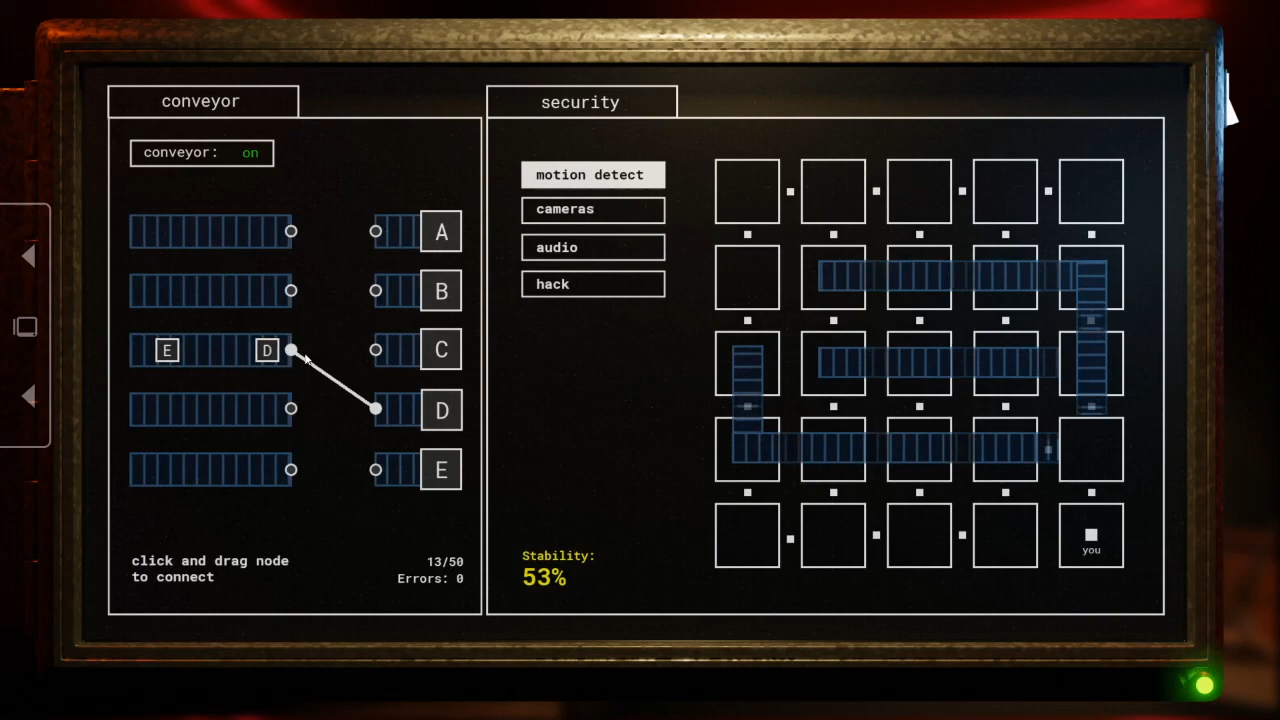 conveyor
conveyor: on
A
B
E D C
D
E
click and drag node
to connect
13/50
Errors: 0
security
motion detect
cameras
audio
hack
Stability:
53%
you